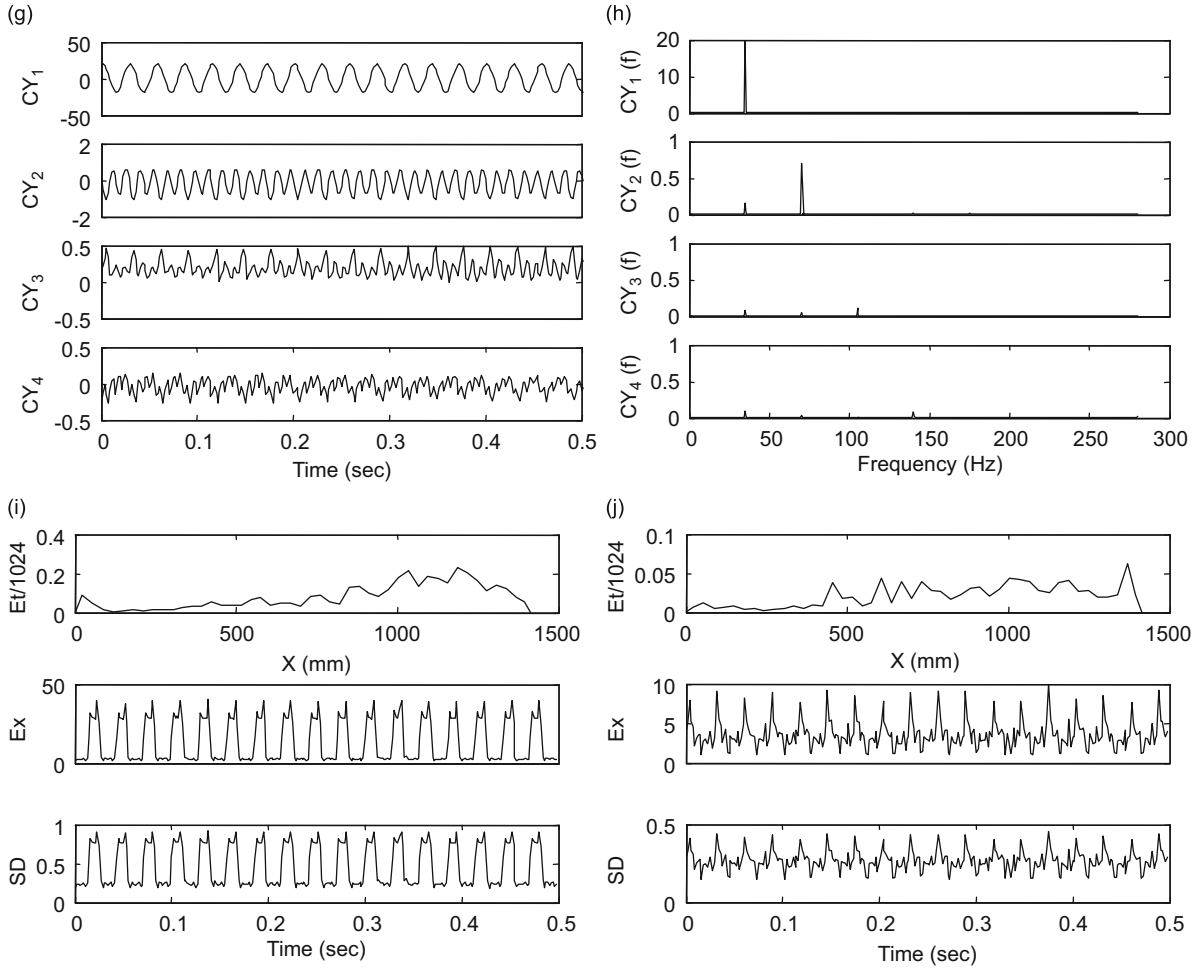 (g)
50
0
-50
CY1
2
0
-2
CY2
0.5
0
-0.5
CY3
0.5
0
-0.5
CY4
0 0.1 0.2 0.3 0.4 0.5
Time (sec)
(h)
20
10
0
CY1 (f)
1
0.5
0
CY2 (f)
1
0.5
0
CY3 (f)
1
0.5
0
CY4 (f)
0 50 100 150 200 250 300
Frequency (Hz)
(i)
0.4
0.2
0
Et/1024
0 500 1000 1500
X (mm)
50
0
Ex
1
0.5
0
SD
0 0.1 0.2 0.3 0.4 0.5
Time (sec)
(j)
0.1
0.05
0
Et/1024
0 500 1000 1500
X (mm)
10
5
0
Ex
0.5
0
SD
0 0.1 0.2 0.3 0.4 0.5
Time (sec)